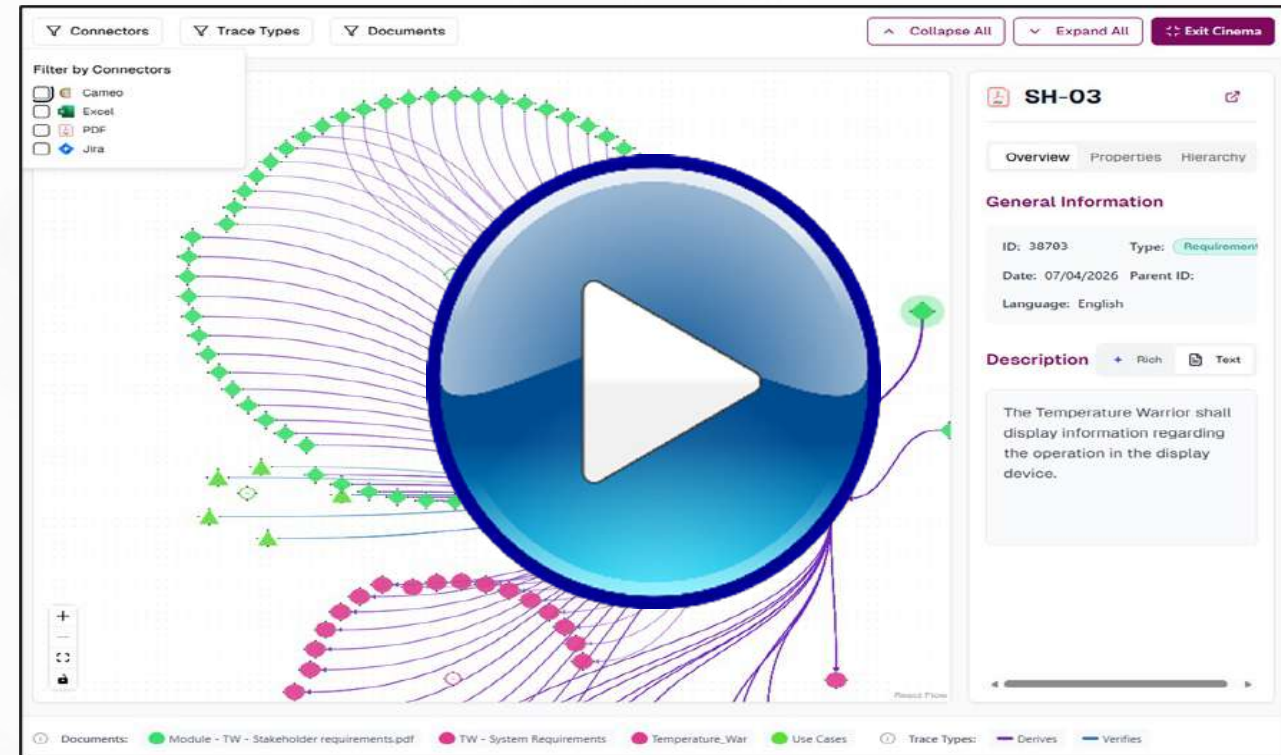 Connectors
Trace Types
Documents
Collapse All
Expand All
Exit Cinema
Filter by Connectors
Cameo
Excel
PDF
Jira
SH-03
Overview Properties Hierarchy
General Information
ID: 38703 Type: Requirement
Date: 07/04/2026 Parent ID:
Language: English
Description + Rich Text
The Temperature Warrior shall
display information regarding
the operation in the display
device.
React Flow
Documents: Module - TW - Stakeholder requirements.pdf TW - System Requirements Temperature_War Use Cases Trace Types: Derives Verifies